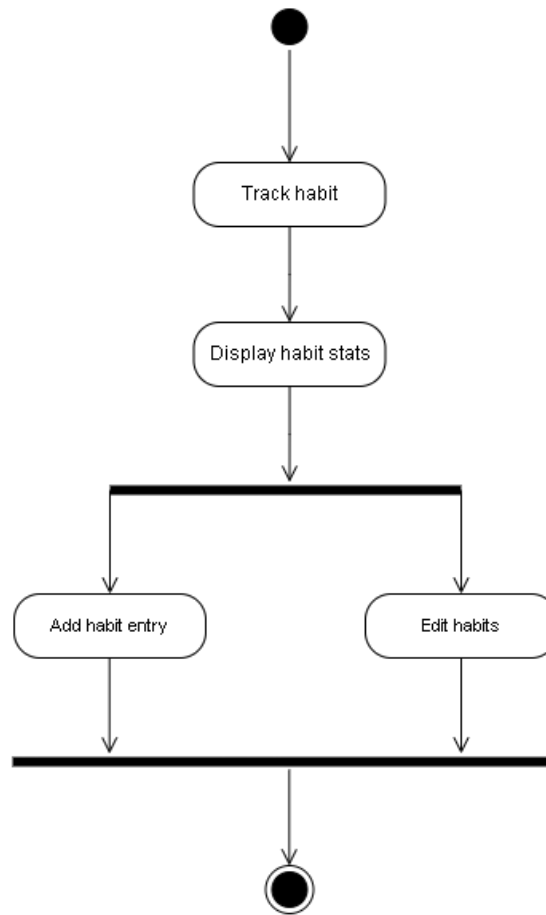 Track habit
Display habit stats
Add habit entry
Edit habits